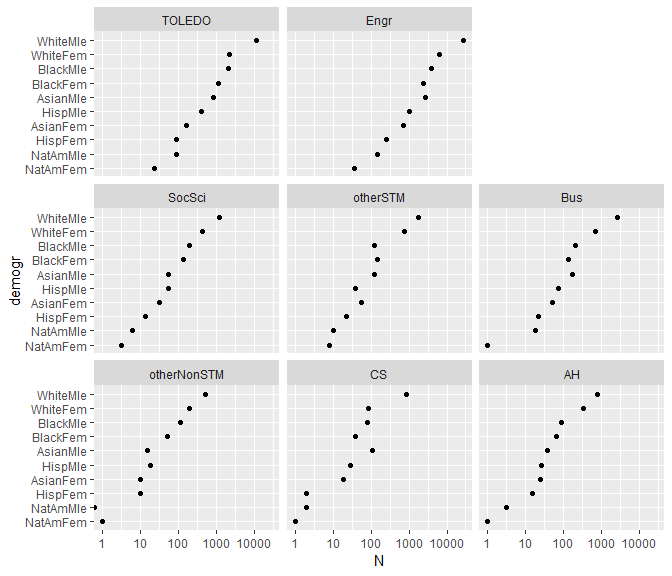 TOLEDO
Engr
WhiteMle
WhiteFem
BlackMle
BlackFem
AsianMle
HispMle
AsianFem
HispFem
NatAmMle
NatAmFem
SocSci
otherSTM
Bus
WhiteMle
WhiteFem
BlackMle
BlackFem
AsianMle
HispMle
AsianFem
HispFem
NatAmMle
NatAmFem
demogr
otherNonSTM
CS
AH
WhiteMle
WhiteFem
BlackMle
BlackFem
AsianMle
HispMle
AsianFem
HispFem
NatAmMle
NatAmFem
1 10 100 1000 10000
1 10 100 1000 10000
1 10 100 1000 10000
N